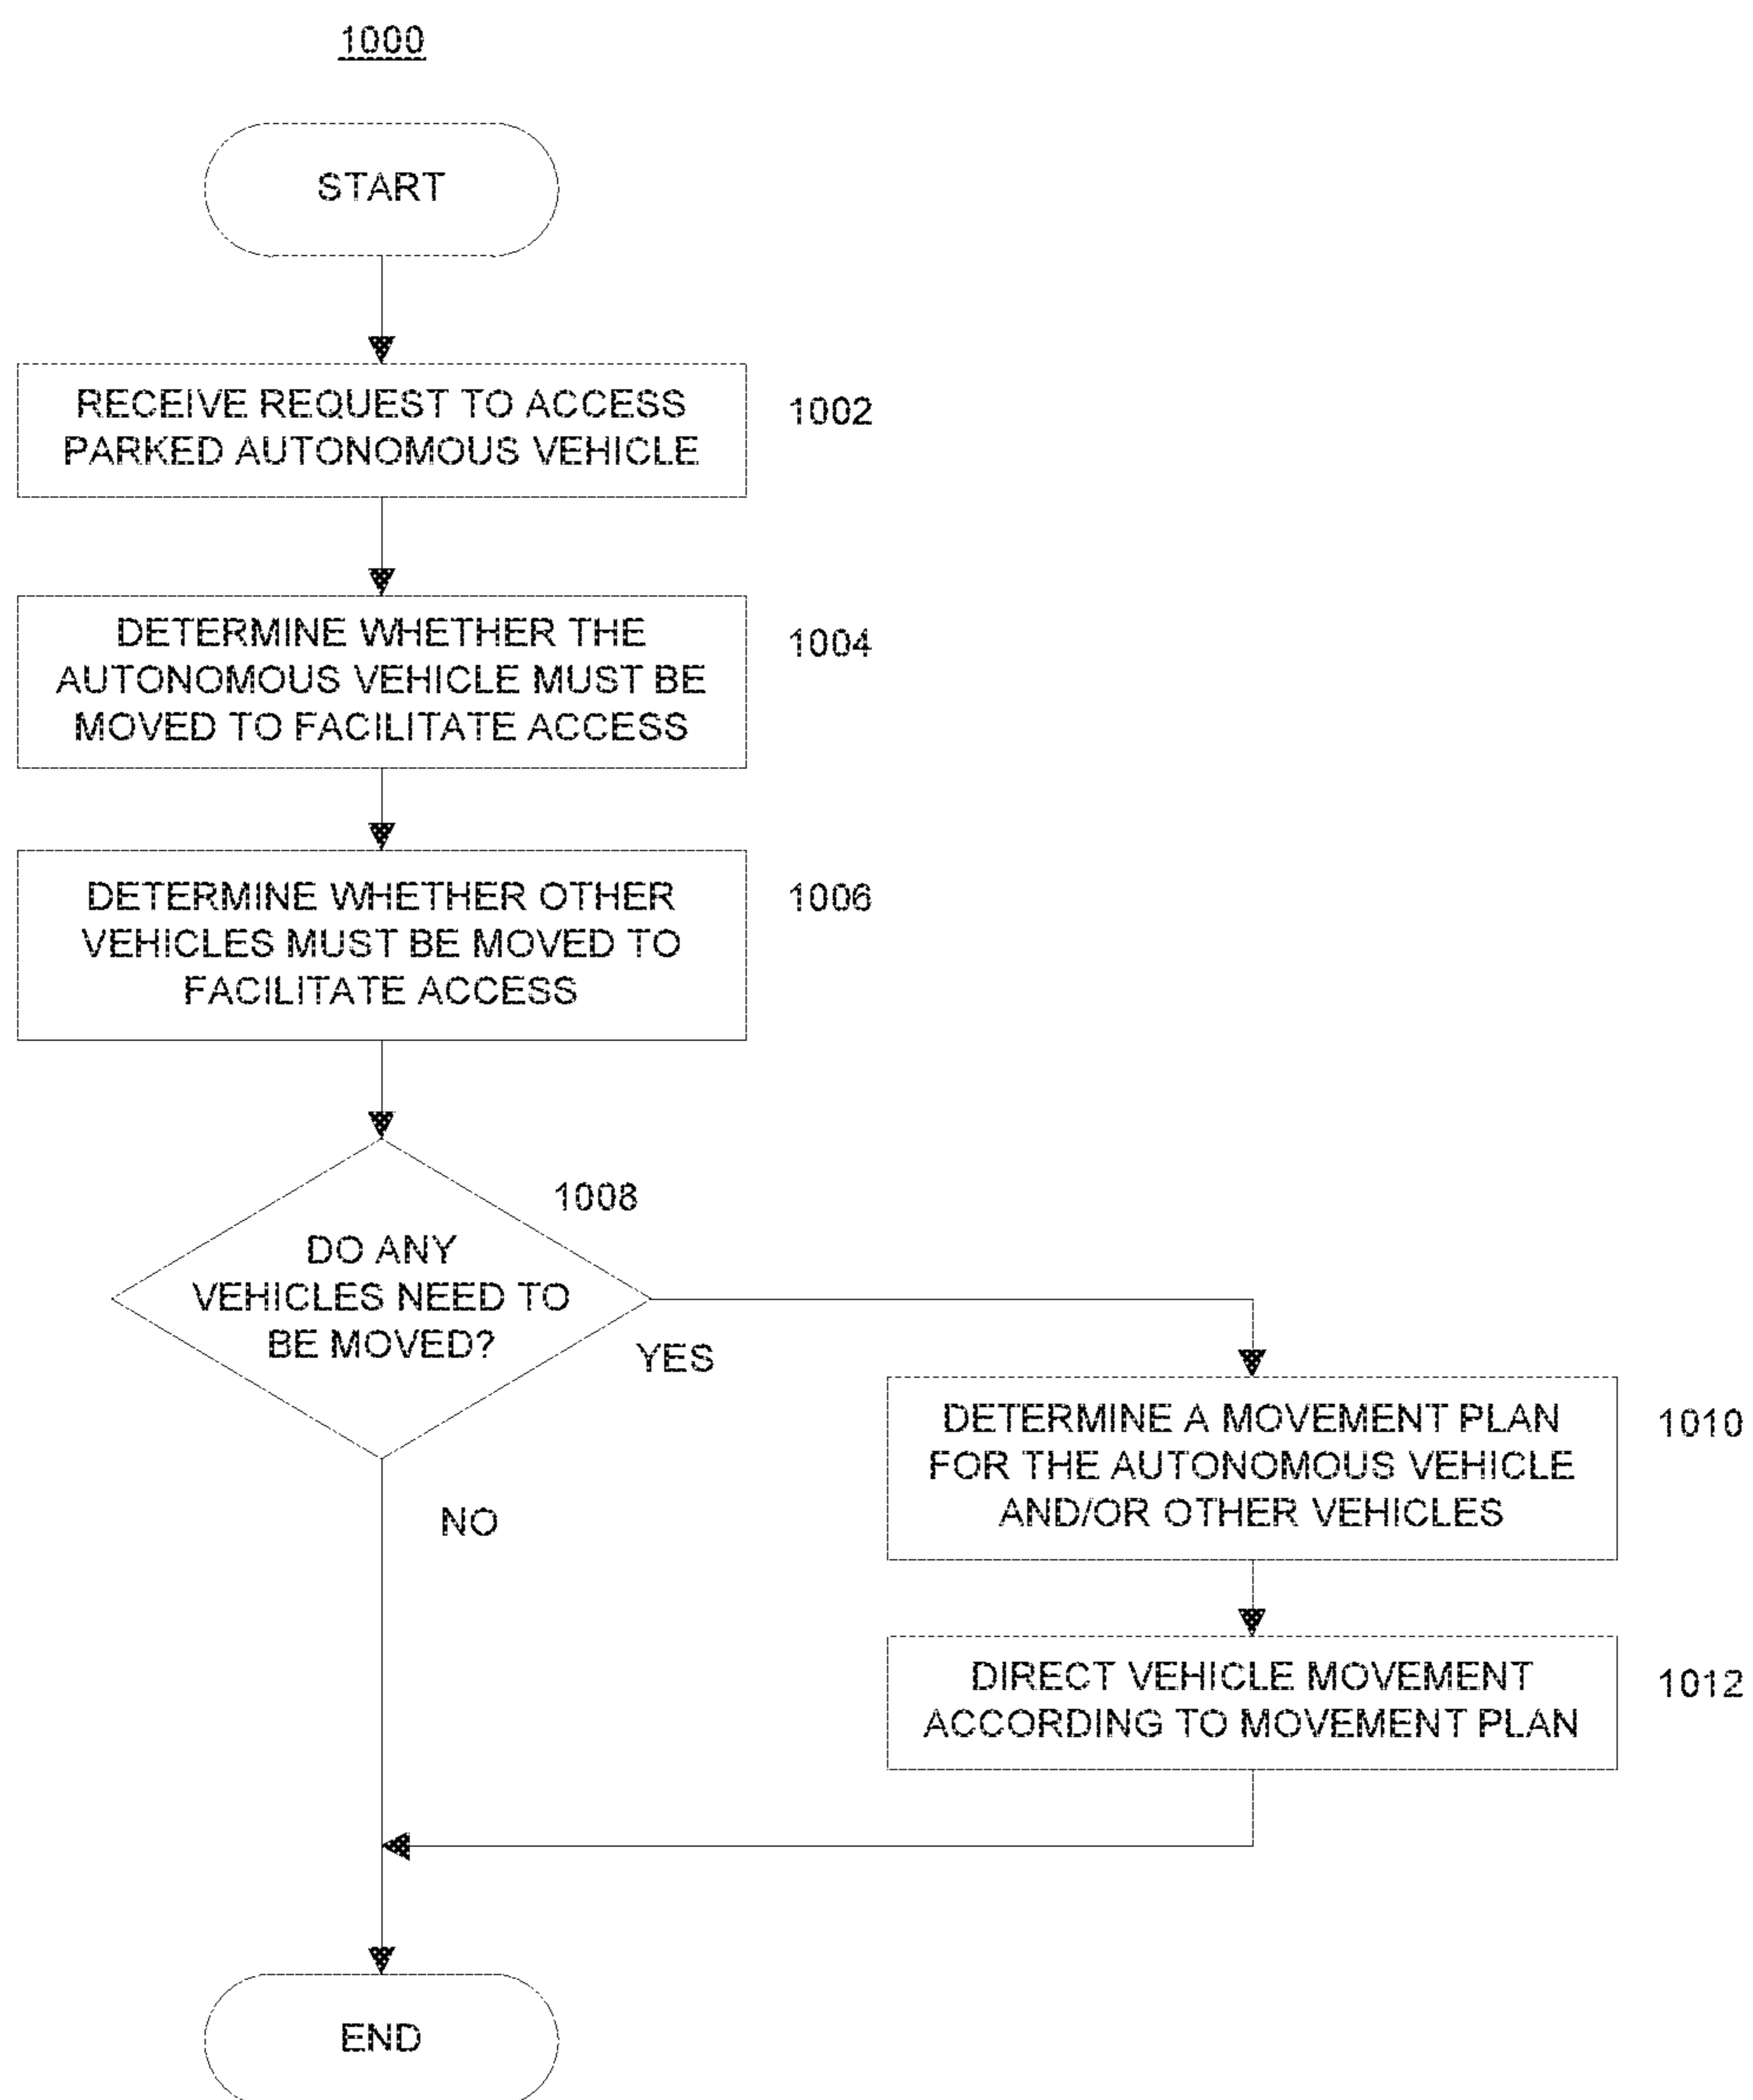 1000
START
RECEIVE REQUEST TO ACCESS
PARKED AUTONOMOUS VEHICLE
1002
DETERMINE WHETHER THE
AUTONOMOUS VEHICLE MUST BE
MOVED TO FACILITATE ACCESS
1004
DETERMINE WHETHER OTHER
VEHICLES MUST BE MOVED TO
FACILITATE ACCESS
1006
1008
DO ANY
VEHICLES NEED TO
BE MOVED?
YES
NO
DETERMINE A MOVEMENT PLAN
FOR THE AUTONOMOUS VEHICLE
AND/OR OTHER VEHICLES
1010
DIRECT VEHICLE MOVEMENT
ACCORDING TO MOVEMENT PLAN
1012
END